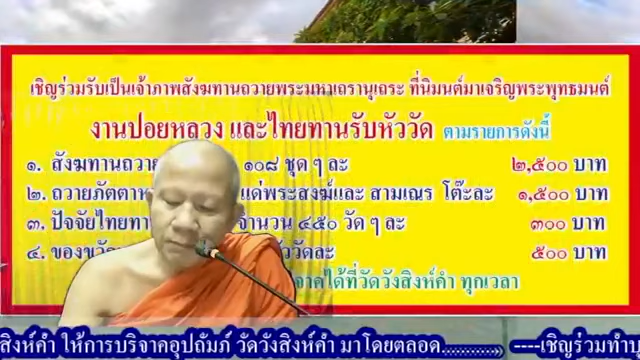 เชิญร่วมรับเป็นเจ้าภาพสังฆทานถวายพระมหาเถรานุเถระ ที่นิมนต์มาเจริญพระพุทธมนต์
งานปอยหลวง และไทยทานรับหัววัด ตามรายการดังนี้
๑. สังฆทานถวาย ๑๐๘ ชุด ๆ ละ ๒,๕๐๐ บาท
๒. ถวายภัตตาห แด่พระสงฆ์และ สามเณร โต๊ะละ ๑,๕๐๐ บาท
๓. ปัจจัยไทยทา จำนวน ๔๕๐ วัด ๆ ละ ๓๐๐ บาท
๔. ของขวัญ หัววัดละ ๕๐๐ บาท
ได้ที่วัดวังสิงห์คำ ทุกเวลา
สิงห์คำ ให้การบริจาคอุปถัมภ์ วัดวังสิงห์คำ มาโดยตลอด............ ----เชิญร่วมทำบุ